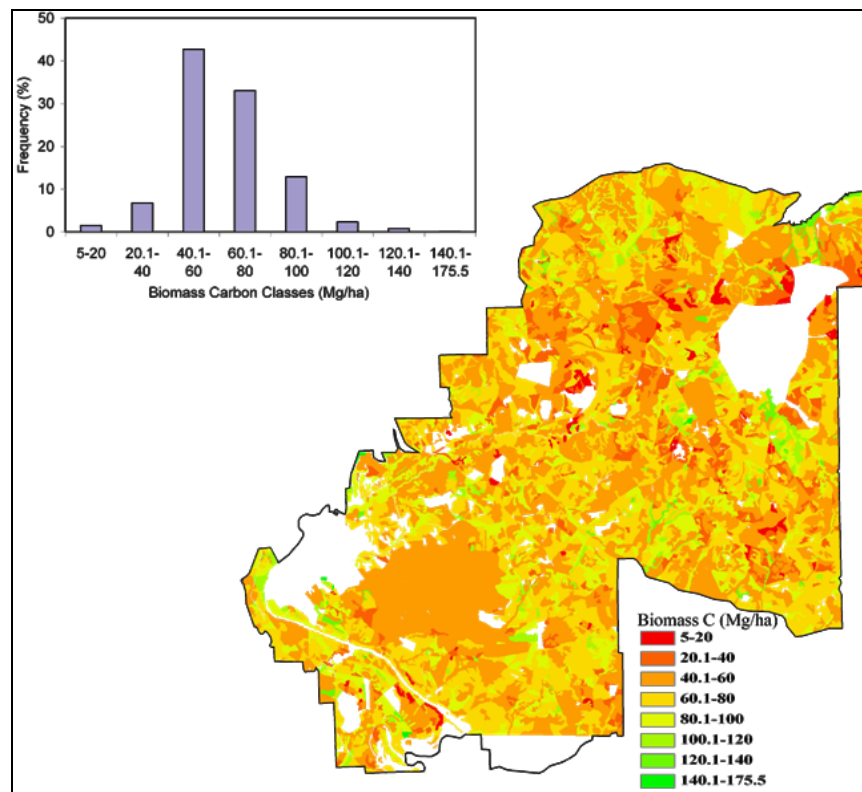 50
40
30
20
10
0
Frequency (%)
5-20 20.1- 40.1- 60.1- 80.1- 100.1- 120.1- 140.1-
40 60 80 100 120 140 175.5
Biomass Carbon Classes (Mg/ha)
Biomass C (Mg/ha)
5-20
20.1-40
40.1-60
60.1-80
80.1-100
100.1-120
120.1-140
140.1-175.5